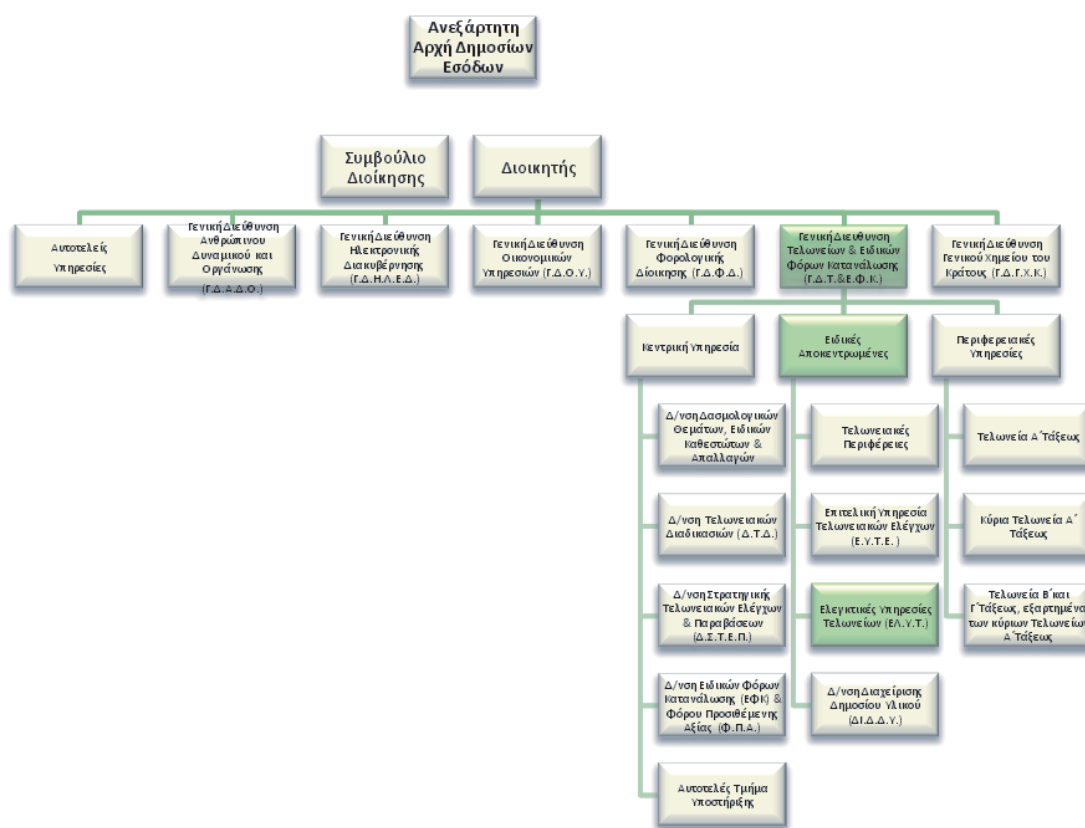 Ανεξάρτητη
Αρχή Δημοσίων
Εσόδων
Συμβούλιο
Διοίκησης
Διοικητής
Αυτοτελείς
Υπηρεσίες
Γενική Διεύθυνση
Ανθρώπινου
Δυναμικού και
Οργάνωσης
(Γ.Δ.Α.Δ.Ο.)
Γενική Διεύθυνση
Ηλεκτρονικής
Διακυβέρνησης
(Γ.Δ.Η.Λ.Ε.Δ.)
Γενική Διεύθυνση
Οικονομικών
Υπηρεσιών (Γ.Δ.Ο.Υ.)
Γενική Διεύθυνση
Φορολογικής
Δίοικησης (Γ.Δ.Φ.Δ.)
Γενική Διευθυνση
Τελωνείων & Ειδικών
Φόρων Κατανάλωσης
(Γ.Δ.Τ.&Ε.Φ.Κ.)
Γενική Διεύθυνση
Γενικού Χημείου του
Κράτους (Γ.Δ.Γ.Χ.Κ.)
Κεντρική Υπηρεσία
Ειδικές
Αποκεντρωμένες
Περιφερειακές
Υπηρεσίες
Δ/νση Δασμολογικών
Θεμάτων, Ειδικών
Καθεστώτων &
Απαλλαγών
Τελωνειακές
Περιφέρειες
Τελωνεία Α΄Τάξεως
Δ/νση Τελωνειακών
Διαδικασιών (Δ.Τ.Δ.)
Επιτελική Υπηρεσία
Τελωνειακών Ελέγχων
(Ε.Υ.Τ.Ε. )
Κύρια Τελωνεία Α΄
Τάξεως
Δ/νση Στρατηγικής
Τελωνειακών Ελέγχων
& Παραβάσεων
(Δ.Σ.Τ.Ε.Π.)
Ελεγκτικές Υπηρεσίες
Τελωνείων (ΕΛ.Υ.Τ.)
Τελωνεία Β΄και
Γ΄Τάξεως, εξαρτημένα
των κύριων Τελωνείων
Α΄Τάξεως
Δ/νση Ειδικών Φόρων
Κατανάλωσης (ΕΦΚ) &
Φόρου Προσιθέμενης
Αξίας (Φ.Π.Α.)
Δ/νση Διαχείρισης
Δημοσίου Υλικού
(ΔΙ.Δ.Δ.Υ.)
Αυτοτελές Τμήμα
Υποστήριξης